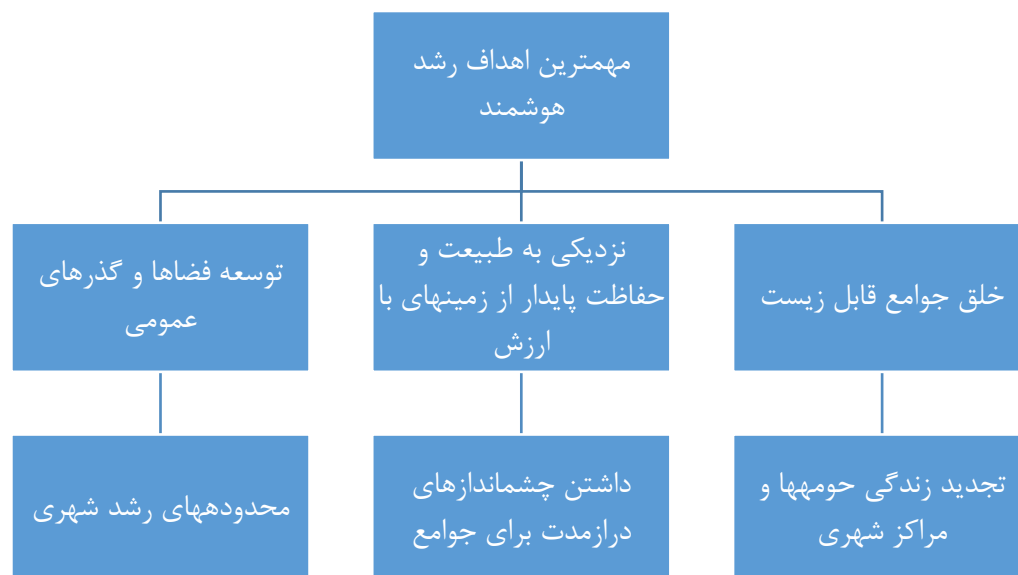 مهمترین اهداف رشد
هوشمند
خلق جوامع قابل زیست
نزدیکی به طبیعت و
حفاظت پایدار از زمینهای با
ارزش
توسعه فضاها و گذرهای
عمومی
تجدید زندگی حومهها و
مراکز شهری
داشتن چشماندازهای
درازمدت برای جوامع
محدودههای رشد شهری